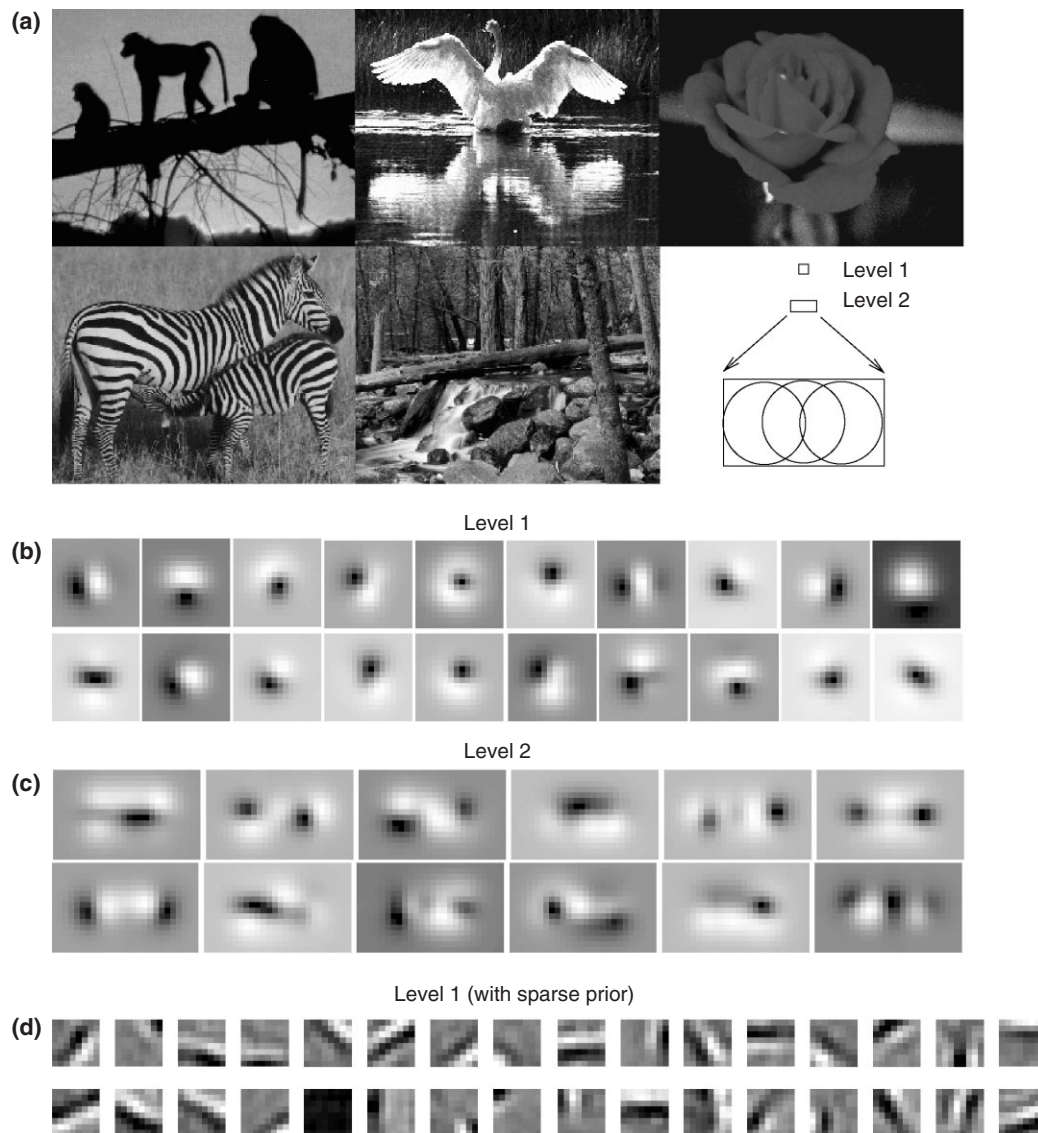 (a)
Level 1
Level 2
Level 1
(b)
Level 2
(c)
Level 1 (with sparse prior)
(d)